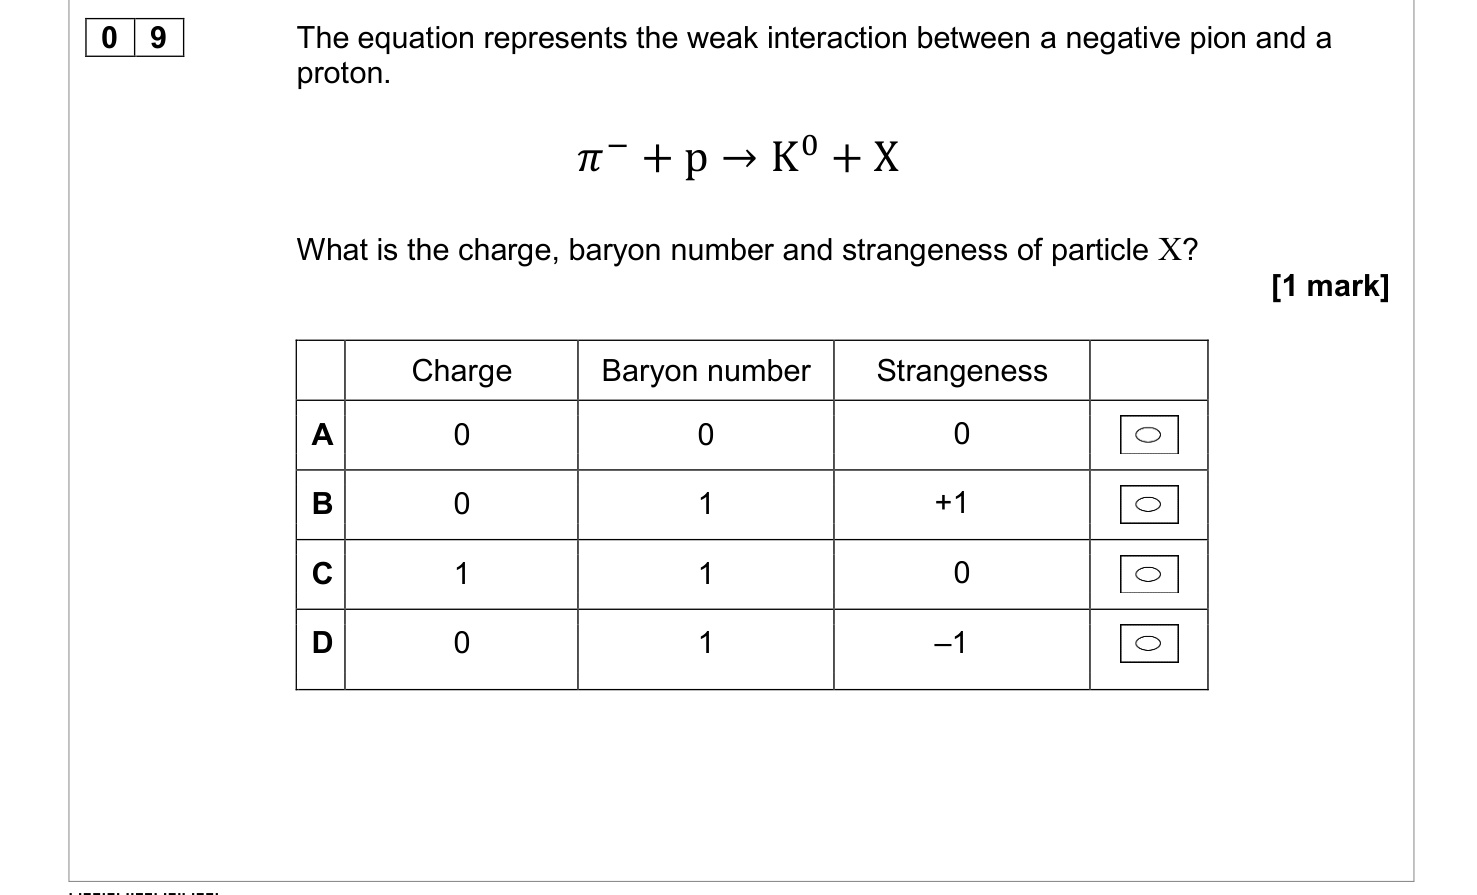 0 9
The equation represents the weak interaction between a negative pion and a
proton.
π⁻ + p → K⁰ + X
What is the charge, baryon number and strangeness of particle X?
[1 mark]
Charge Baryon number Strangeness
A 0 0 0
B 0 1 +1
C 1 1 0
D 0 1 –1